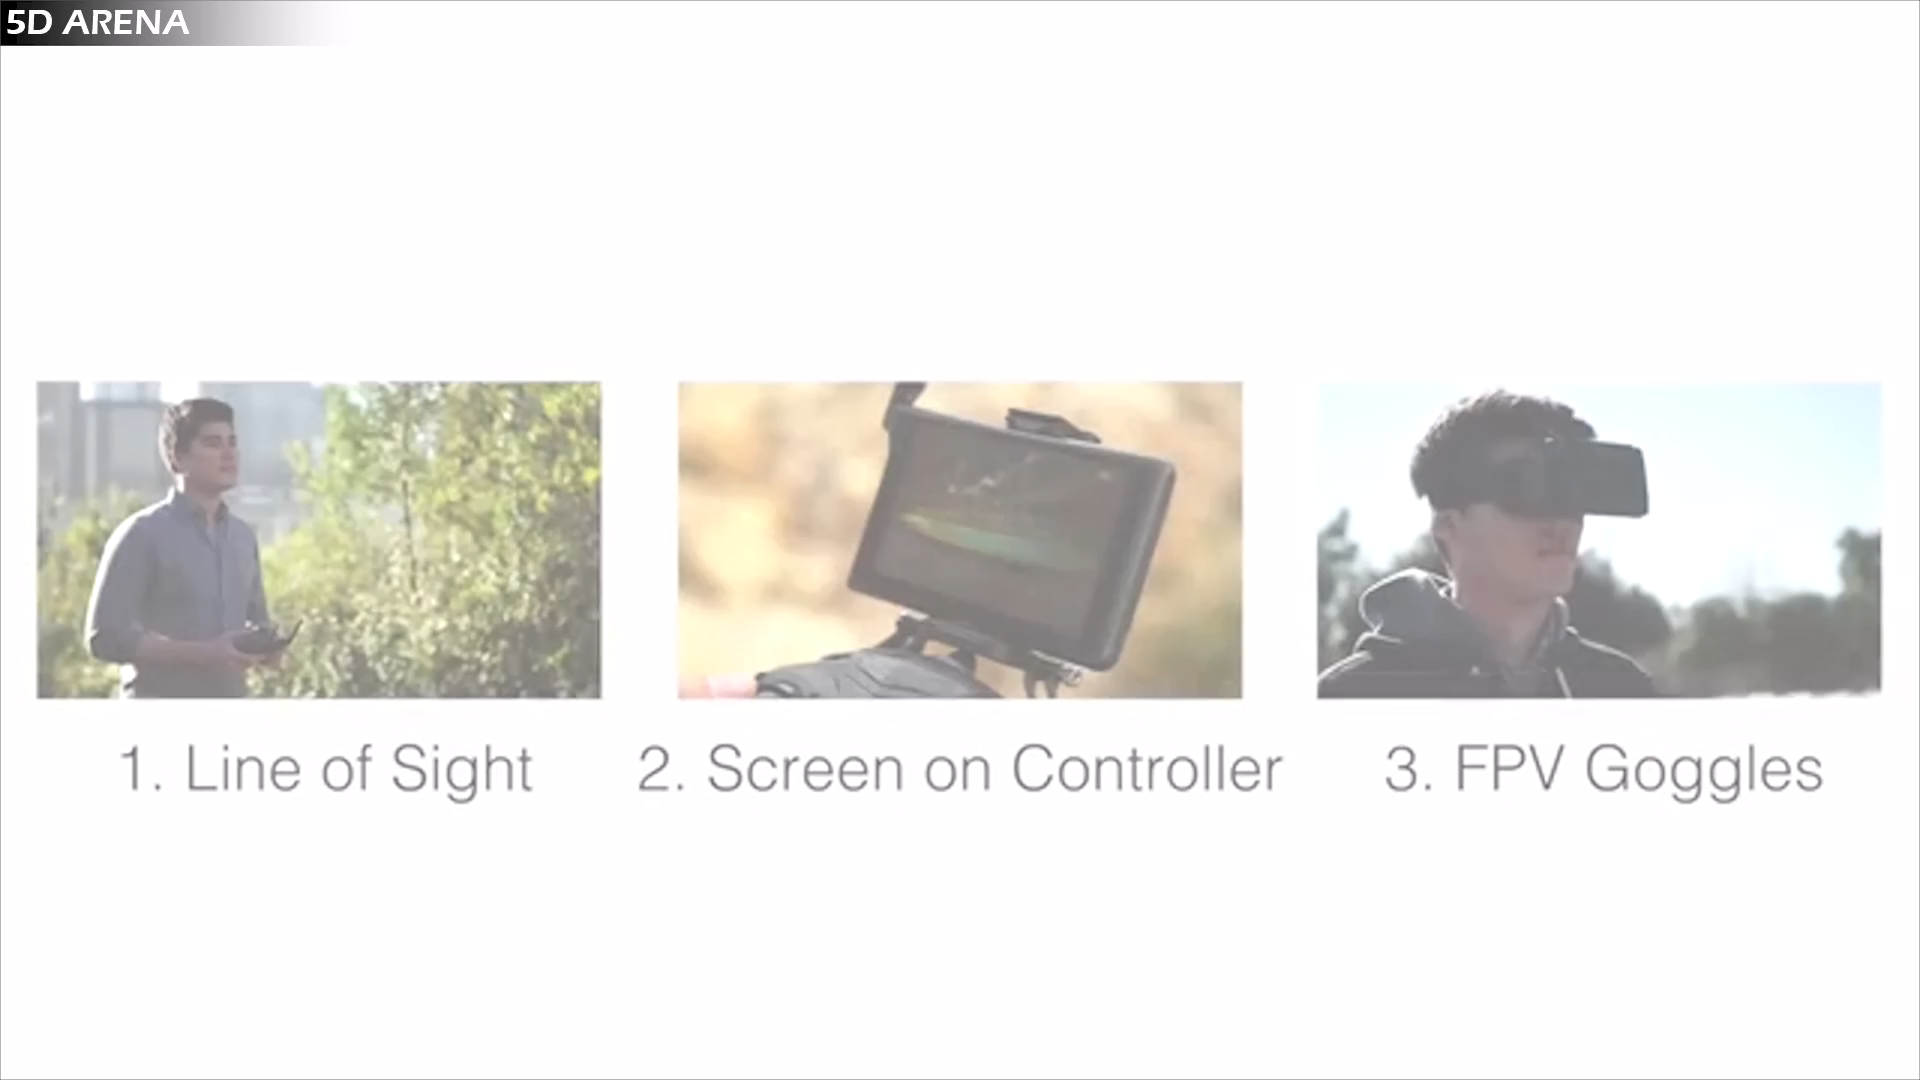 5D ARENA
1. Line of Sight
2. Screen on Controller
3. FPV Goggles